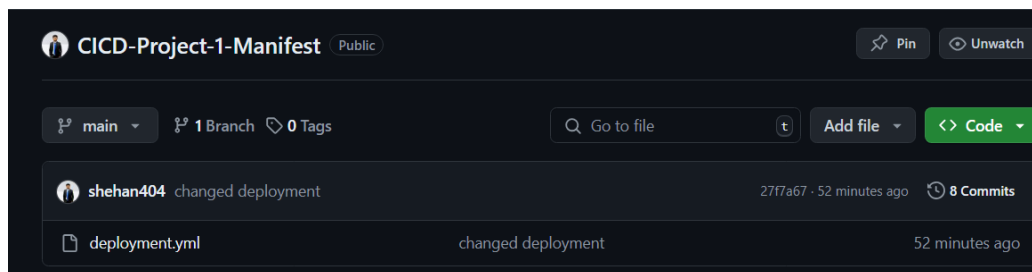 CICD-Project-1-Manifest Public Pin Unwatch
main 1 Branch 0 Tags Go to file t Add file Code
shehan404 changed deployment 27f7a67 · 52 minutes ago 8 Commits
deployment.yml changed deployment 52 minutes ago